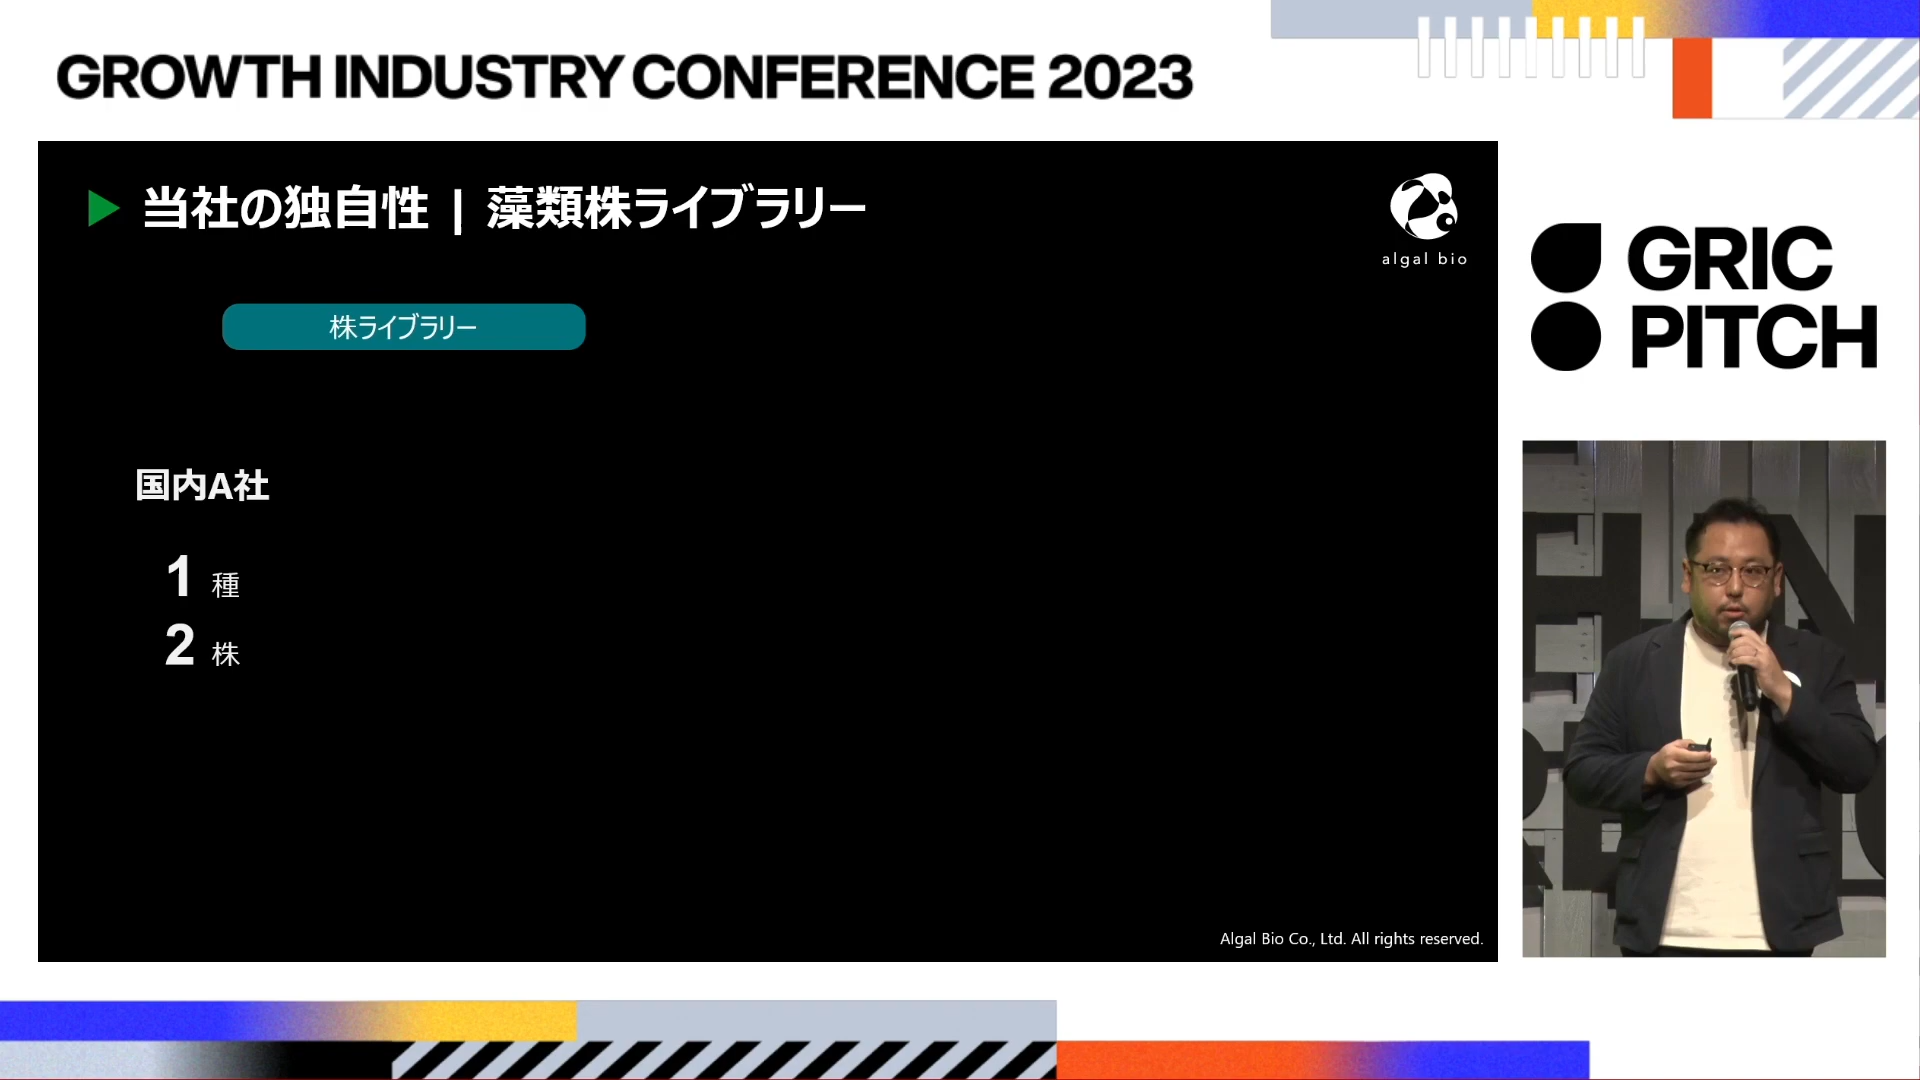 GROWTH INDUSTRY CONFERENCE 2023
当社の独自性 | 藻類株ライブラリー
algal bio
株ライブラリー
国内A社
1 種
2 株
Algal Bio Co., Ltd. All rights reserved.
GRIC
PITCH